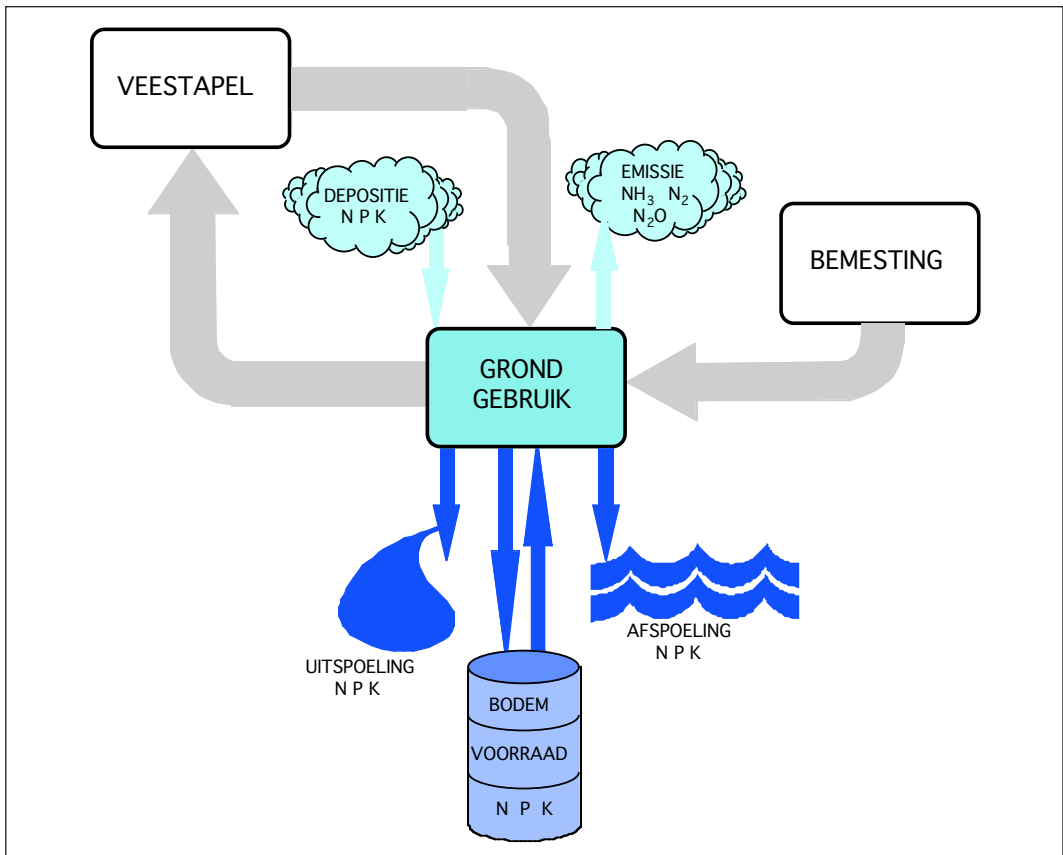 VEESTAPEL
DEPOSITIE
N P K
EMISSIE
NH₃ N₂
N₂O
BEMESTING
GROND
GEBRUIK
UITSPOELING
N P K
AFSPOELING
N P K
BODEM
VOORRAAD
N P K